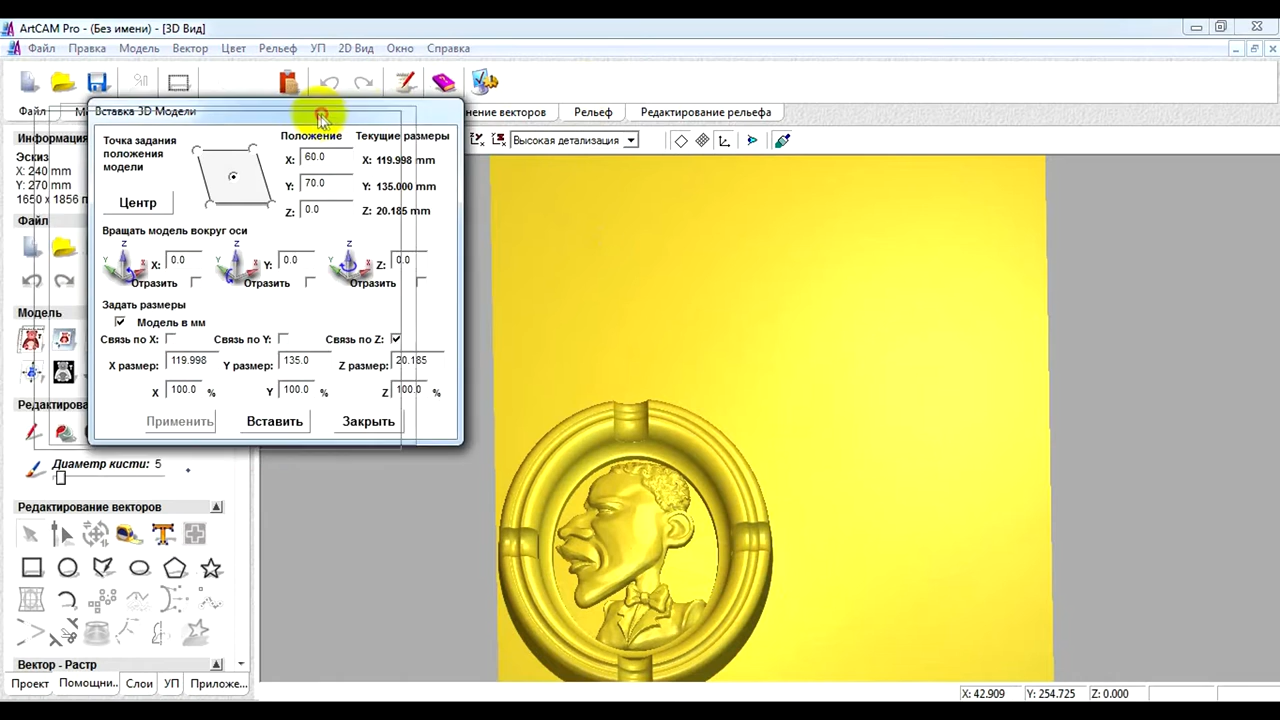 ArtCAM Pro - (Без имени) - [3D Вид]
Файл Правка Модель Вектор Цвет Рельеф УП 2D Вид Окно Справка
Файл
нение векторов Рельеф Редактирование рельефа
Высокая детализация
Информация
Эскиз
X: 240 mm
Y: 270 mm
1650 x 1856
Файл
Модель
Диаметр кисти: 5
Редактирование векторов
Вектор - Растр
Проект Помощни... Слои УП Приложе...
Вставка 3D Модели
Точка задания
положения
модели
Центр
Положение Текущие размеры
X: 60.0 X: 119.998 mm
Y: 70.0 Y: 135.000 mm
Z: 0.0 Z: 20.185 mm
Вращать модель вокруг оси
X: 0.0 Y: 0.0 Z: 0.0
Отразить Отразить Отразить
Задать размеры
Модель в мм
Связь по X: Связь по Y: Связь по Z:
X размер: 119.998 Y размер: 135.0 Z размер: 20.185
X 100.0 % Y 100.0 % Z 100.0 %
Применить Вставить Закрыть
X: 42.909 Y: 254.725 Z: 0.000